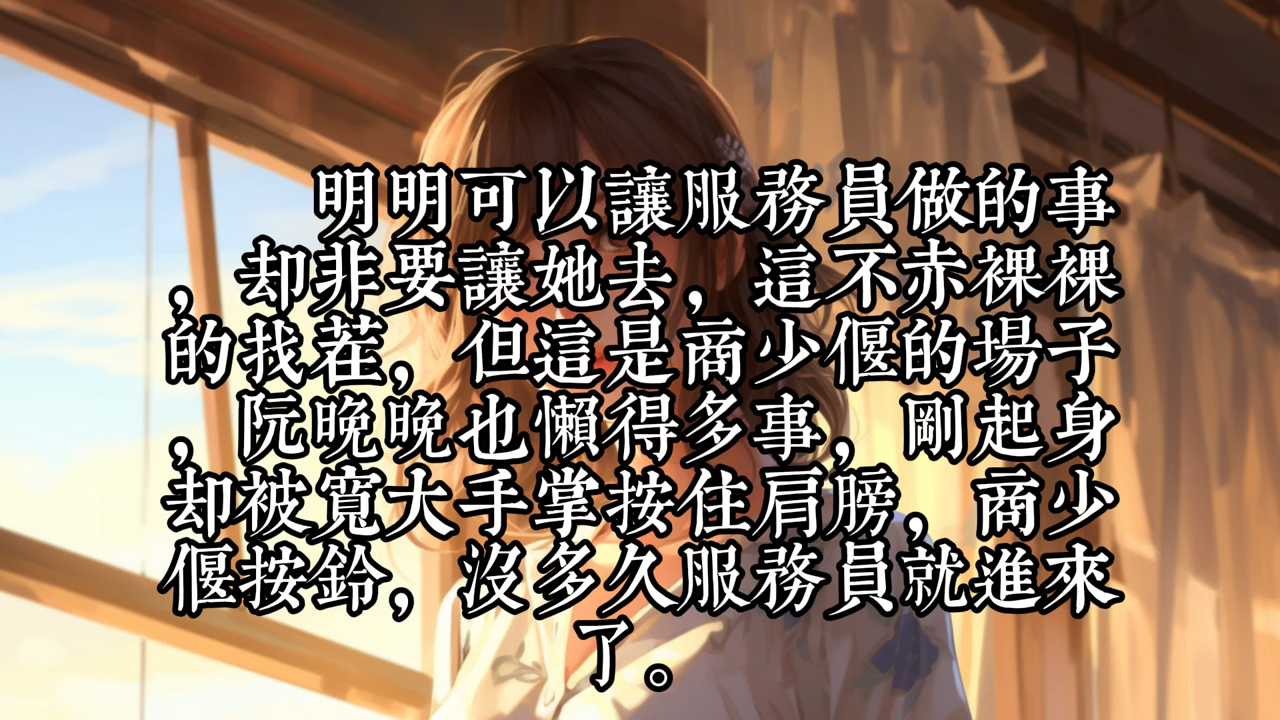 明明可以讓服務員做的事
，却非要讓她去，這不赤裸裸
的找茬，但這是商少偃的場子
，阮晚晚也懶得多事，剛起身
却被寬大手掌按住肩膀，商少
偃按鈴，沒多久服務員就進來
了。